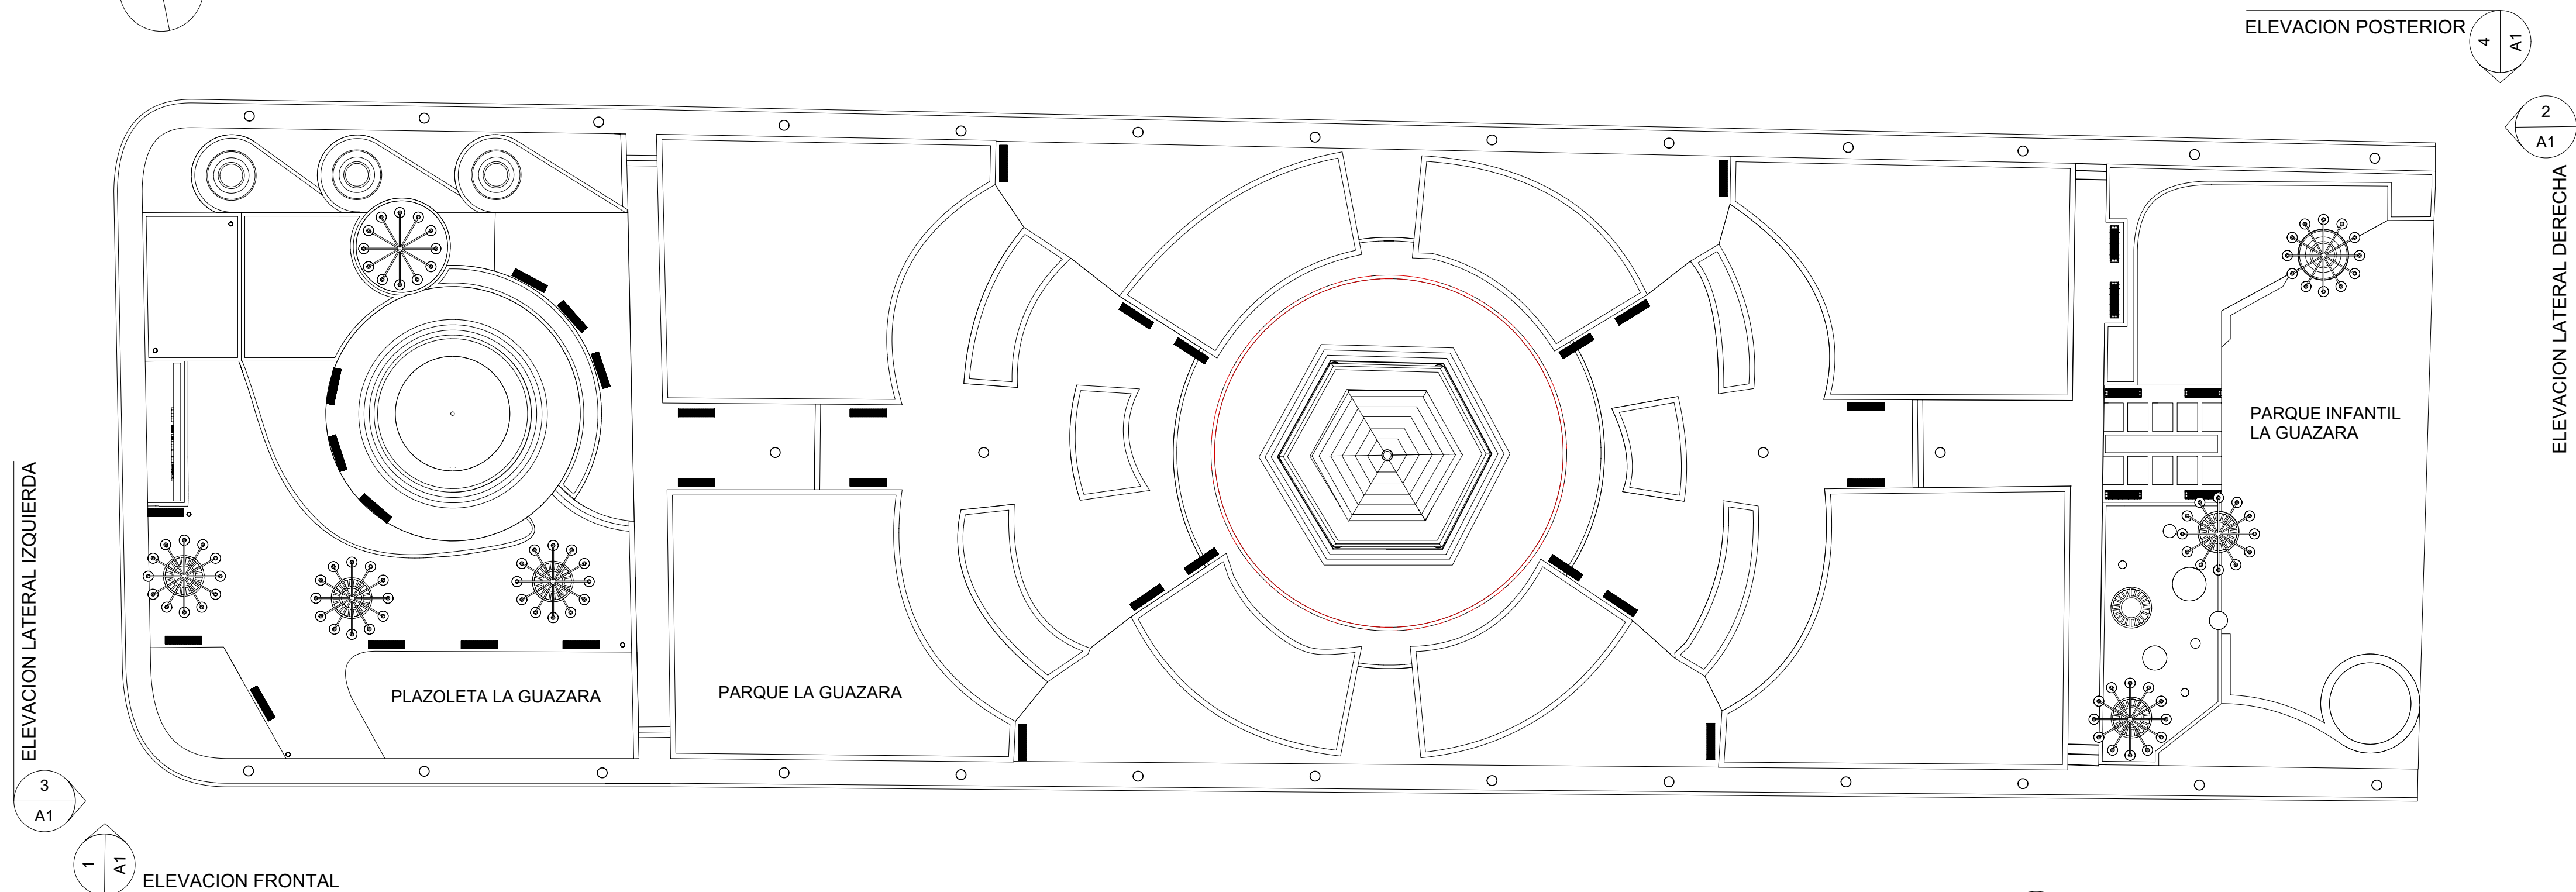 ELEVACION POSTERIOR
4
A1
2
A1
ELEVACION LATERAL DERECHA
PARQUE INFANTIL
LA GUAZARA
ELEVACION LATERAL IZQUIERDA
PLAZOLETA LA GUAZARA
PARQUE LA GUAZARA
3
A1
1
A1
ELEVACION FRONTAL